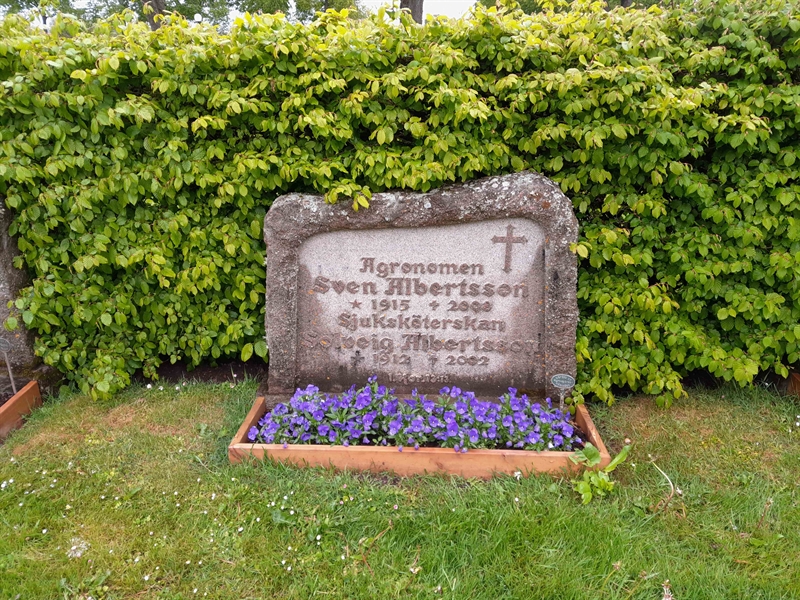 Agronomen
Sven Albertsson
* 1915 + 2008
Sjuksköterskan
Solveig Albertsson
* 1912 + 2002